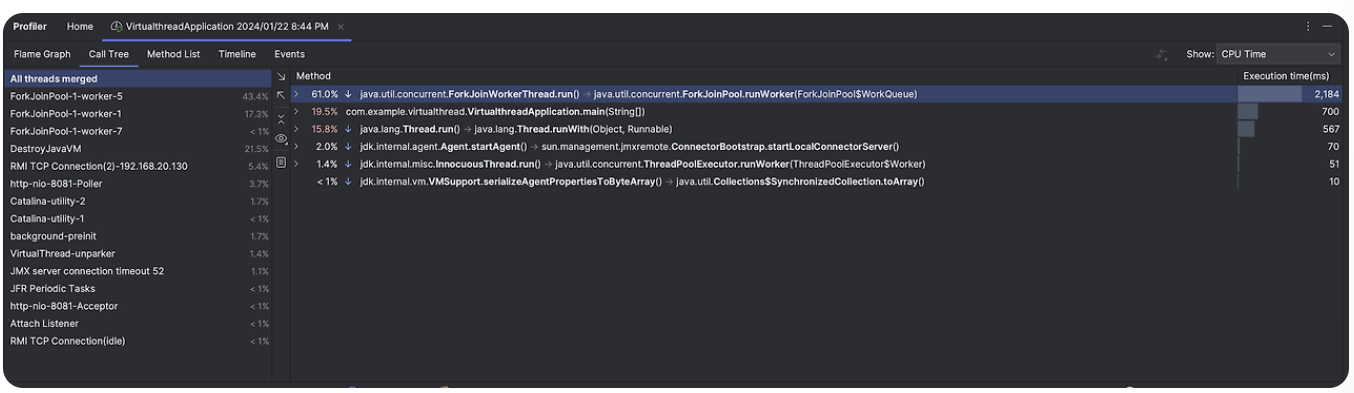 Profiler Home VirtualthreadApplication 2024/01/22 8:44 PM ×
Flame Graph Call Tree Method List Timeline Events Show: CPU Time
All threads merged
ForkJoinPool-1-worker-5 43.4%
ForkJoinPool-1-worker-1 17.3%
ForkJoinPool-1-worker-7 < 1%
DestroyJavaVM 21.5%
RMI TCP Connection(2)-192.168.20.130 5.4%
http-nio-8081-Poller 3.7%
Catalina-utility-2 1.7%
Catalina-utility-1 < 1%
background-preinit 1.7%
VirtualThread-unparker 1.4%
JMX server connection timeout 52 1.1%
JFR Periodic Tasks < 1%
http-nio-8081-Acceptor < 1%
Attach Listener < 1%
RMI TCP Connection(idle) < 1%
Method Execution time(ms)
61.0% ↓ java.util.concurrent.ForkJoinWorkerThread.run() → java.util.concurrent.ForkJoinPool.runWorker(ForkJoinPool$WorkQueue) 2,184
19.5% com.example.virtualthread.VirtualthreadApplication.main(String[]) 700
15.8% ↓ java.lang.Thread.run() → java.lang.Thread.runWith(Object, Runnable) 567
2.0% ↓ jdk.internal.agent.Agent.startAgent() → sun.management.jmxremote.ConnectorBootstrap.startLocalConnectorServer() 70
1.4% ↓ jdk.internal.misc.InnocuousThread.run() → java.util.concurrent.ThreadPoolExecutor.runWorker(ThreadPoolExecutor$Worker) 51
< 1% ↓ jdk.internal.vm.VMSupport.serializeAgentPropertiesToByteArray() → java.util.Collections$SynchronizedCollection.toArray() 10